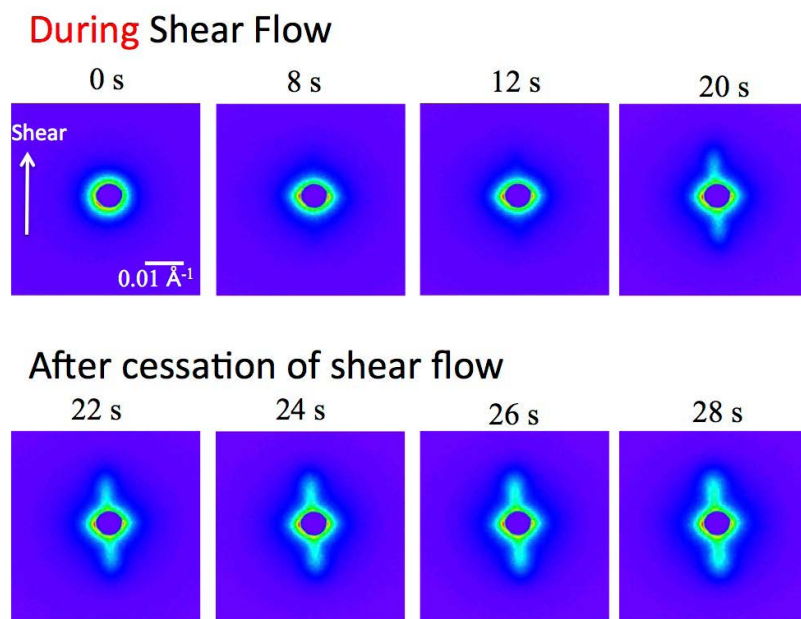 During Shear Flow
0 s 8 s 12 s 20 s
Shear
0.01 Å⁻¹
After cessation of shear flow
22 s 24 s 26 s 28 s